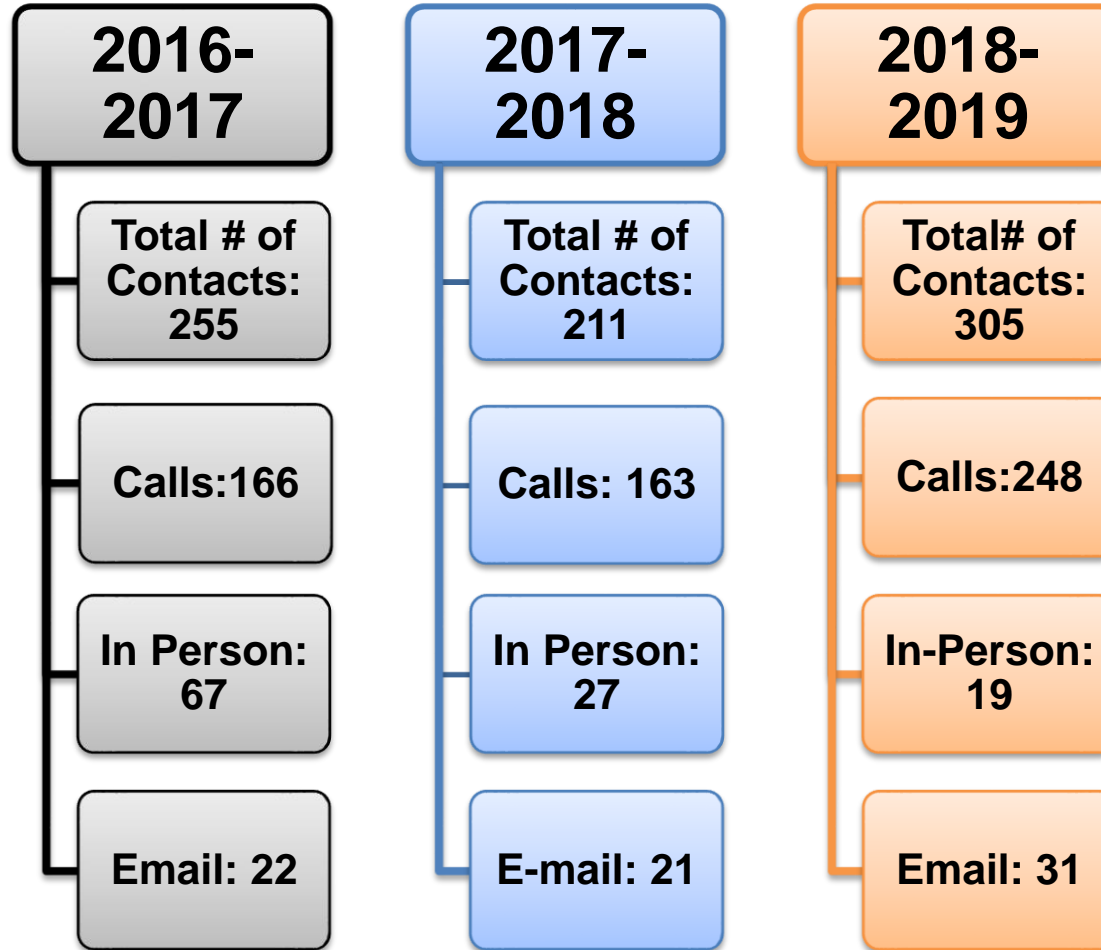 2016-
2017
Total # of
Contacts:
255
Calls:166
In Person:
67
Email: 22
2017-
2018
Total # of
Contacts:
211
Calls: 163
In Person:
27
E-mail: 21
2018-
2019
Total# of
Contacts:
305
Calls:248
In-Person:
19
Email: 31